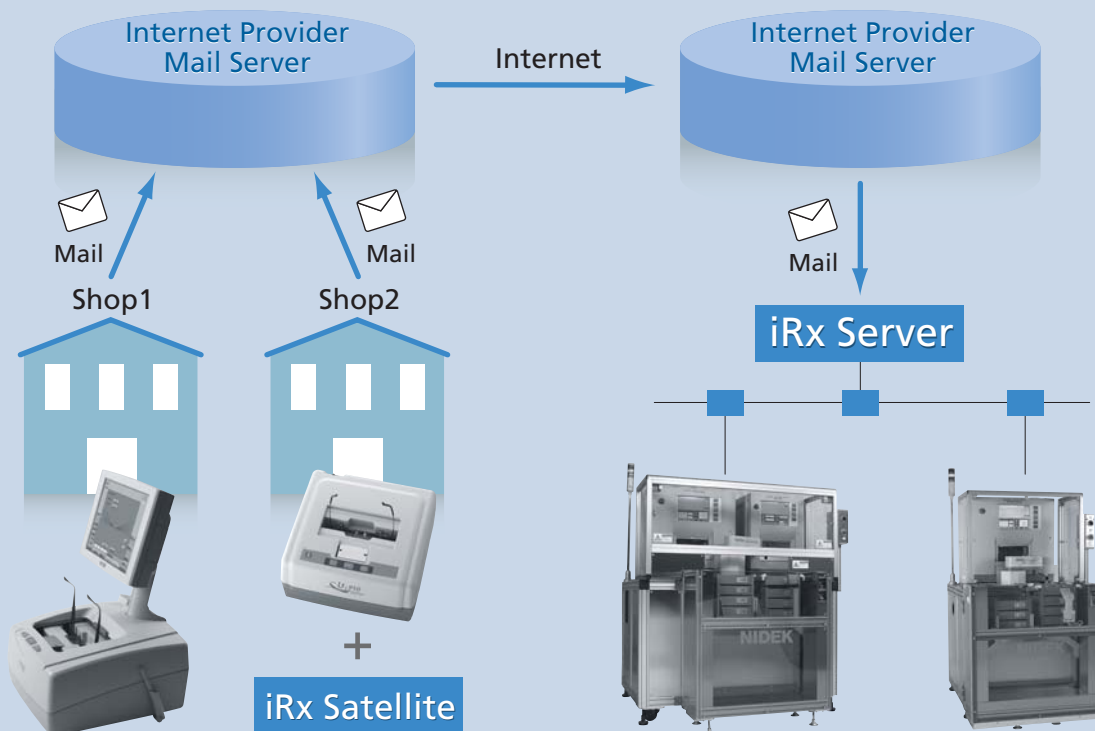 Internet Provider
Mail Server
Internet
Internet Provider
Mail Server
Mail
Mail
Mail
Shop1
Shop2
iRx Server
NIDEK
+
iRx Satellite